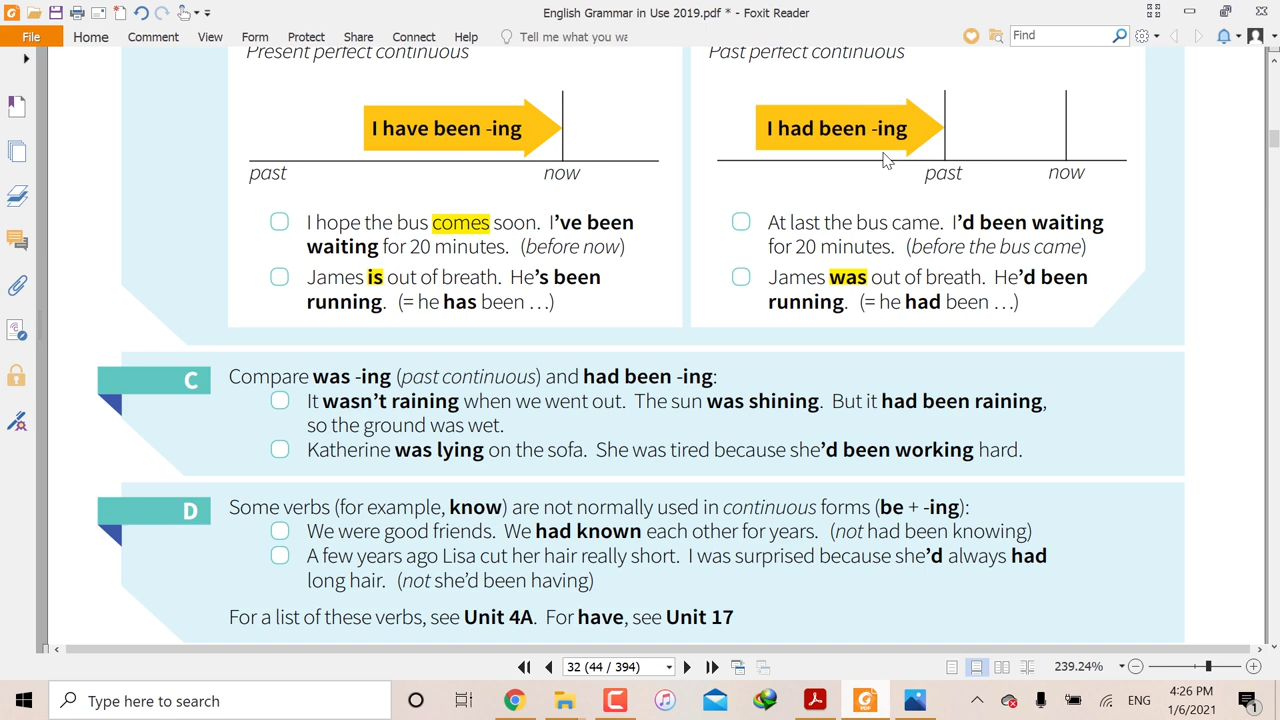 English Grammar in Use 2019.pdf * - Foxit Reader
File Home Comment View Form Protect Share Connect Help Tell me what you wa Find
Present perfect continuous
I have been -ing
past now
I hope the bus comes soon. I've been
waiting for 20 minutes. (before now)
James is out of breath. He's been
running. (= he has been …)
Past perfect continuous
I had been -ing
past now
At last the bus came. I'd been waiting
for 20 minutes. (before the bus came)
James was out of breath. He'd been
running. (= he had been …)
C
Compare was -ing (past continuous) and had been -ing:
It wasn't raining when we went out. The sun was shining. But it had been raining,
so the ground was wet.
Katherine was lying on the sofa. She was tired because she'd been working hard.
D
Some verbs (for example, know) are not normally used in continuous forms (be + -ing):
We were good friends. We had known each other for years. (not had been knowing)
A few years ago Lisa cut her hair really short. I was surprised because she'd always had
long hair. (not she'd been having)
For a list of these verbs, see Unit 4A. For have, see Unit 17
32 (44 / 394) 239.24%
Type here to search
ENG
4:26 PM
1/6/2021
1